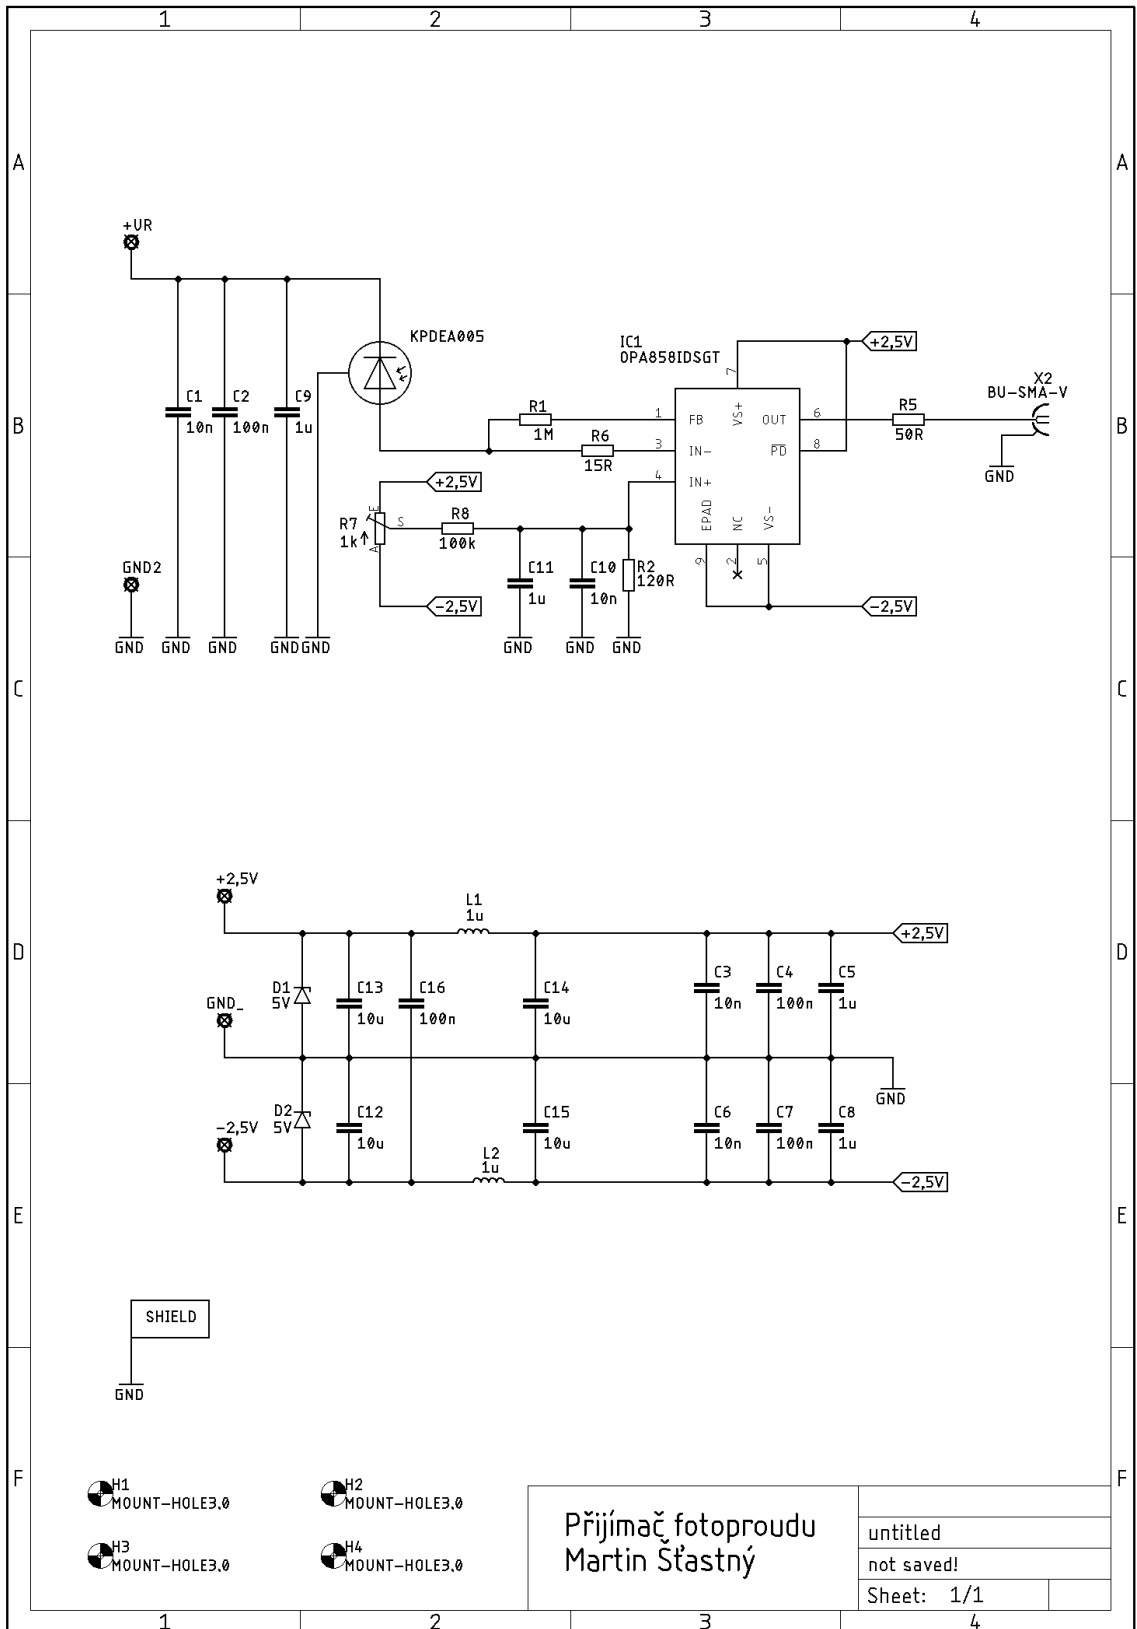 1 2 3 4
A A
+UR
KPDEA005
IC1
OPA858IDSGT
+2,5V
7
X2
BU-SMA-V
C1
10n
C2
100n
C9
1u
R1
1M
1 FB VS+ OUT 6
R5
50R
B B
R6
15R
3 IN- PD 8
GND
+2,5V
4 IN+
E
R7
1k
S
A
R8
100k
EPAD NC VS-
9 2 5
GND2
C11
1u
C10
10n
R2
120R
-2,5V
-2,5V
GND GND GND GND GND GND GND GND
C C
+2,5V
L1
1u
+2,5V
D D
D1
5V
C13
10u
C16
100n
C14
10u
C3
10n
C4
100n
C5
1u
GND_
GND
D2
5V
C12
10u
C15
10u
C6
10n
C7
100n
C8
1u
-2,5V
L2
1u
-2,5V
E E
SHIELD
GND
F F
H1
MOUNT-HOLE3.0
H2
MOUNT-HOLE3.0
H3
MOUNT-HOLE3.0
H4
MOUNT-HOLE3.0
Přijímač fotoproudu
Martin Šťastný
untitled
not saved!
Sheet: 1/1
1 2 3 4